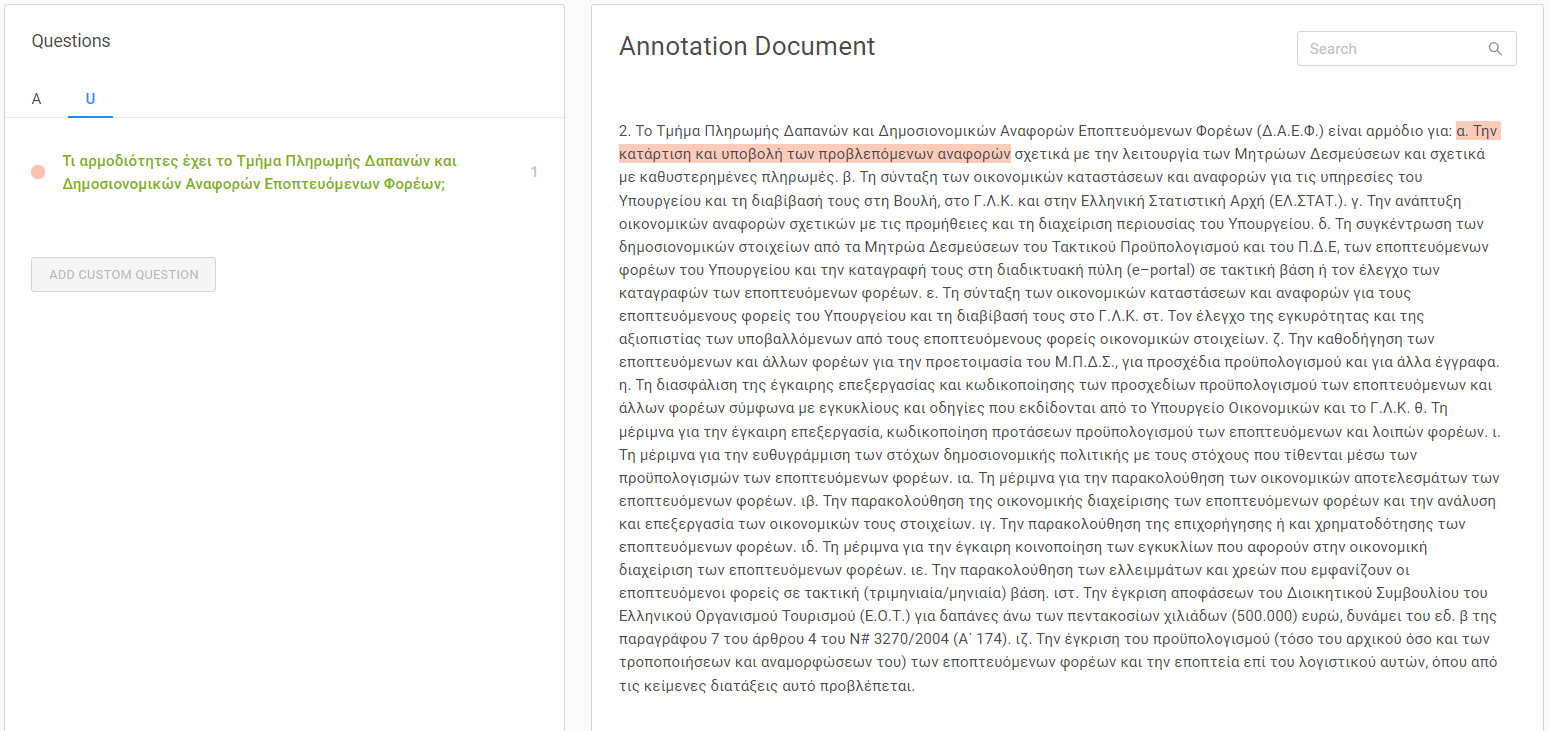 Questions
A
U
Τι αρμοδιότητες έχει το Τμήμα Πληρωμής Δαπανών και
Δημοσιονομικών Αναφορών Εποπτευόμενων Φορέων;
1
ADD CUSTOM QUESTION
Annotation Document
Search
2. Το Τμήμα Πληρωμής Δαπανών και Δημοσιονομικών Αναφορών Εποπτευόμενων Φορέων (Δ.Α.Ε.Φ.) είναι αρμόδιο για: α. Την
κατάρτιση και υποβολή των προβλεπόμενων αναφορών σχετικά με την λειτουργία των Μητρώων Δεσμεύσεων και σχετικά
με καθυστερημένες πληρωμές. β. Τη σύνταξη των οικονομικών καταστάσεων και αναφορών για τις υπηρεσίες του
Υπουργείου και τη διαβίβασή τους στη Βουλή, στο Γ.Λ.Κ. και στην Ελληνική Στατιστική Αρχή (ΕΛ.ΣΤΑΤ.). γ. Την ανάπτυξη
οικονομικών αναφορών σχετικών με τις προμήθειες και τη διαχείριση περιουσίας του Υπουργείου. δ. Τη συγκέντρωση των
δημοσιονομικών στοιχείων από τα Μητρώα Δεσμεύσεων του Τακτικού Προϋπολογισμού και του Π.Δ.Ε, των εποπτευόμενων
φορέων του Υπουργείου και την καταγραφή τους στη διαδικτυακή πύλη (e–portal) σε τακτική βάση ή τον έλεγχο των
καταγραφών των εποπτευόμενων φορέων. ε. Τη σύνταξη των οικονομικών καταστάσεων και αναφορών για τους
εποπτευόμενους φορείς του Υπουργείου και τη διαβίβασή τους στο Γ.Λ.Κ. στ. Τον έλεγχο της εγκυρότητας και της
αξιοπιστίας των υποβαλλόμενων από τους εποπτευόμενους φορείς οικονομικών στοιχείων. ζ. Την καθοδήγηση των
εποπτευόμενων και άλλων φορέων για την προετοιμασία του Μ.Π.Δ.Σ., για προσχέδια προϋπολογισμού και για άλλα έγγραφα.
η. Τη διασφάλιση της έγκαιρης επεξεργασίας και κωδικοποίησης των προσχεδίων προϋπολογισμού των εποπτευόμενων και
άλλων φορέων σύμφωνα με εγκυκλίους και οδηγίες που εκδίδονται από το Υπουργείο Οικονομικών και το Γ.Λ.Κ. θ. Τη
μέριμνα για την έγκαιρη επεξεργασία, κωδικοποίηση προτάσεων προϋπολογισμού των εποπτευόμενων και λοιπών φορέων. ι.
Τη μέριμνα για την ευθυγράμμιση των στόχων δημοσιονομικής πολιτικής με τους στόχους που τίθενται μέσω των
προϋπολογισμών των εποπτευόμενων φορέων. ια. Τη μέριμνα για την παρακολούθηση των οικονομικών αποτελεσμάτων των
εποπτευόμενων φορέων. ιβ. Την παρακολούθηση της οικονομικής διαχείρισης των εποπτευόμενων φορέων και την ανάλυση
και επεξεργασία των οικονομικών τους στοιχείων. ιγ. Την παρακολούθηση της επιχορήγησης ή και χρηματοδότησης των
εποπτευόμενων φορέων. ιδ. Τη μέριμνα για την έγκαιρη κοινοποίηση των εγκυκλίων που αφορούν στην οικονομική
διαχείριση των εποπτευόμενων φορέων. ιε. Την παρακολούθηση των ελλειμμάτων και χρεών που εμφανίζουν οι
εποπτευόμενοι φορείς σε τακτική (τριμηνιαία/μηνιαία) βάση. ιστ. Την έγκριση αποφάσεων του Διοικητικού Συμβουλίου του
Ελληνικού Οργανισμού Τουρισμού (Ε.Ο.Τ.) για δαπάνες άνω των πεντακοσίων χιλιάδων (500.000) ευρώ, δυνάμει του εδ. β της
παραγράφου 7 του άρθρου 4 του Ν# 3270/2004 (Α΄ 174). ιζ. Την έγκριση του προϋπολογισμού (τόσο του αρχικού όσο και των
τροποποιήσεων και αναμορφώσεων του) των εποπτευόμενων φορέων και την εποπτεία επί του λογιστικού αυτών, όπου από
τις κείμενες διατάξεις αυτό προβλέπεται.